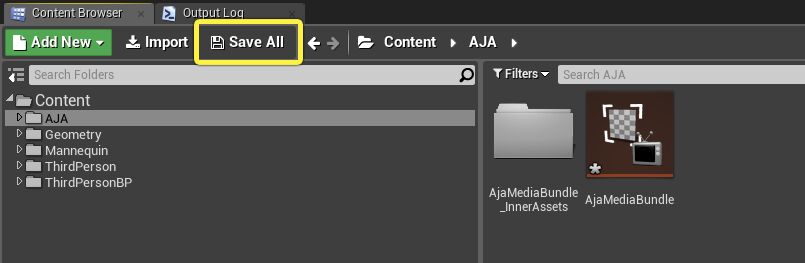 Content Browser
Output Log
Add New
Import
Save All
Content
AJA
Search Folders
Filters
Search AJA
Content
AJA
Geometry
Mannequin
ThirdPerson
ThirdPersonBP
AjaMediaBundle
_InnerAssets
AjaMediaBundle